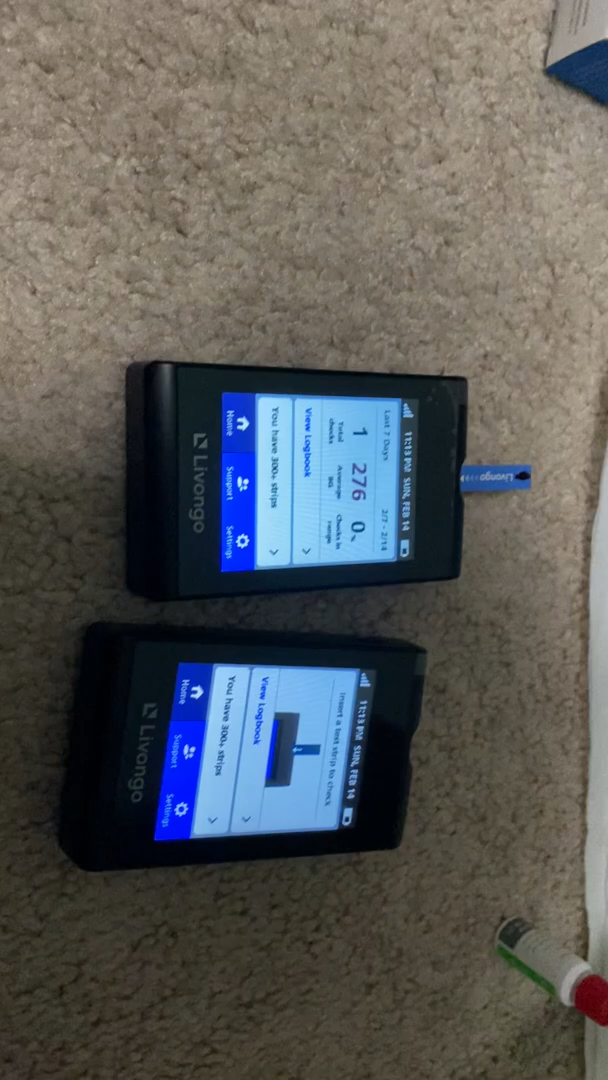 11:13 PM SUN, FEB 14
Last 7 Days 2/7 - 2/14
1 276 0%
Total checks Average BG Checks in range
View Logbook
You have 300+ strips
Home Support Settings
Livongo
Livongo
11:13 PM SUN, FEB 14
Insert a test strip to check
View Logbook
You have 300+ strips
Home Support Settings
Livongo